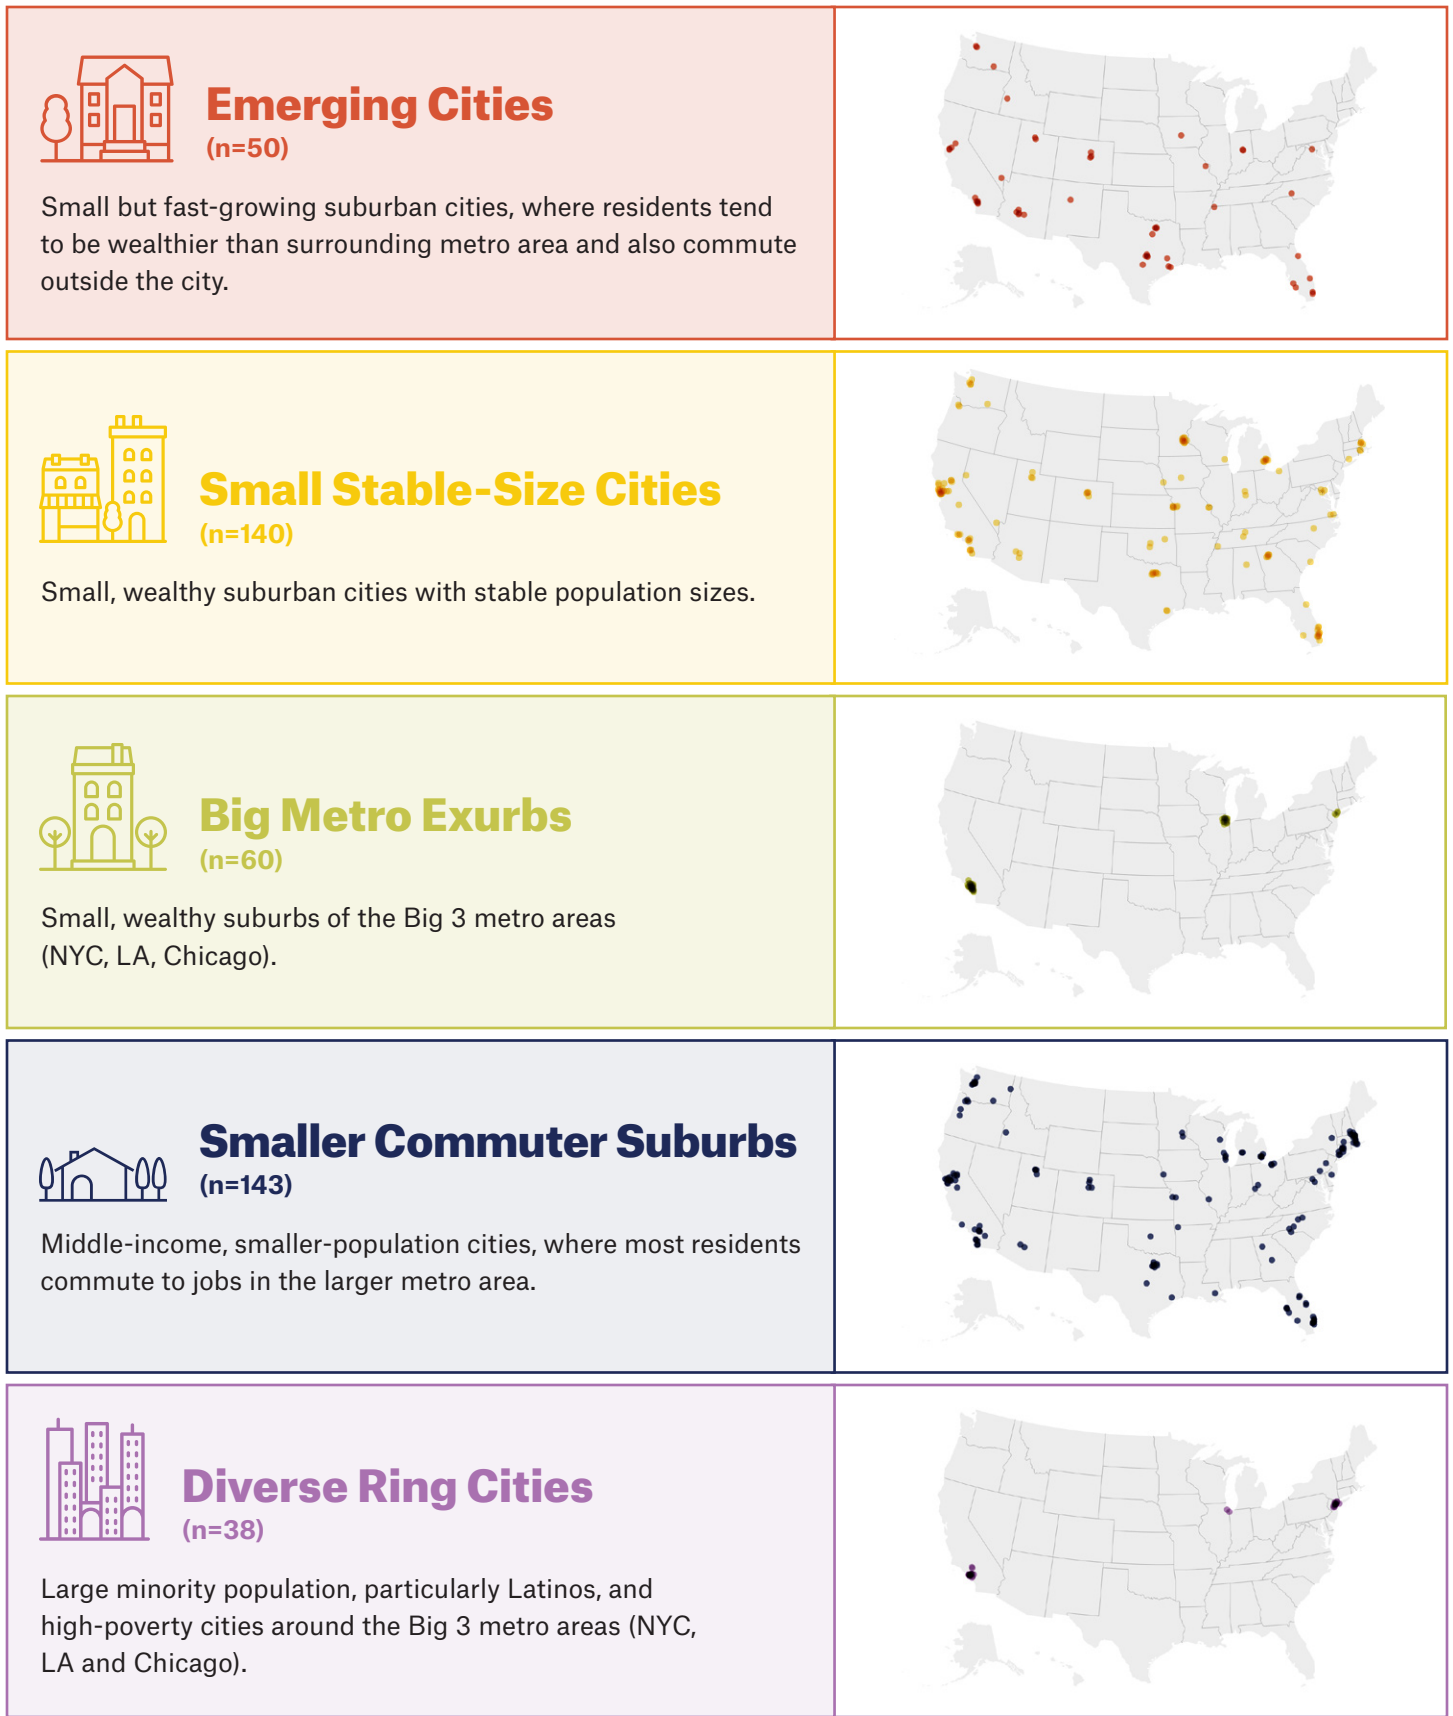 Emerging Cities
(n=50)
Small but fast-growing suburban cities, where residents tend
to be wealthier than surrounding metro area and also commute
outside the city.
Small Stable-Size Cities
(n=140)
Small, wealthy suburban cities with stable population sizes.
Big Metro Exurbs
(n=60)
Small, wealthy suburbs of the Big 3 metro areas
(NYC, LA, Chicago).
Smaller Commuter Suburbs
(n=143)
Middle-income, smaller-population cities, where most residents
commute to jobs in the larger metro area.
Diverse Ring Cities
(n=38)
Large minority population, particularly Latinos, and
high-poverty cities around the Big 3 metro areas (NYC,
LA and Chicago).